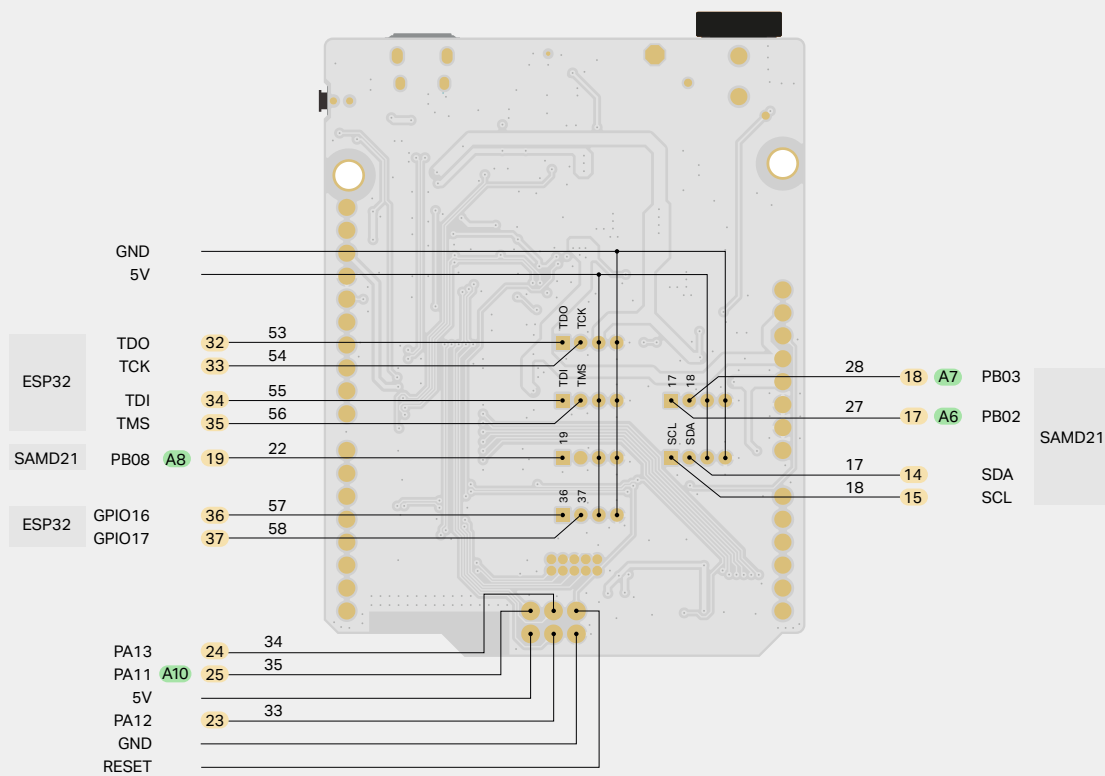 GND
5V
TDO
TCK
TDO 32 53
TCK 33 54
ESP32
TDI
TMS
17
18
28 18 A7 PB03
TDI 34 55
TMS 35 56
27 17 A6 PB02
SAMD21
SCL
SDA
19
SAMD21 PB08 A8 19 22
17 14 SDA
18 15 SCL
36
37
GPIO16 36 57
ESP32
GPIO17 37 58
PA13 24 34
PA11 A10 25 35
5V
PA12 23 33
GND
RESET